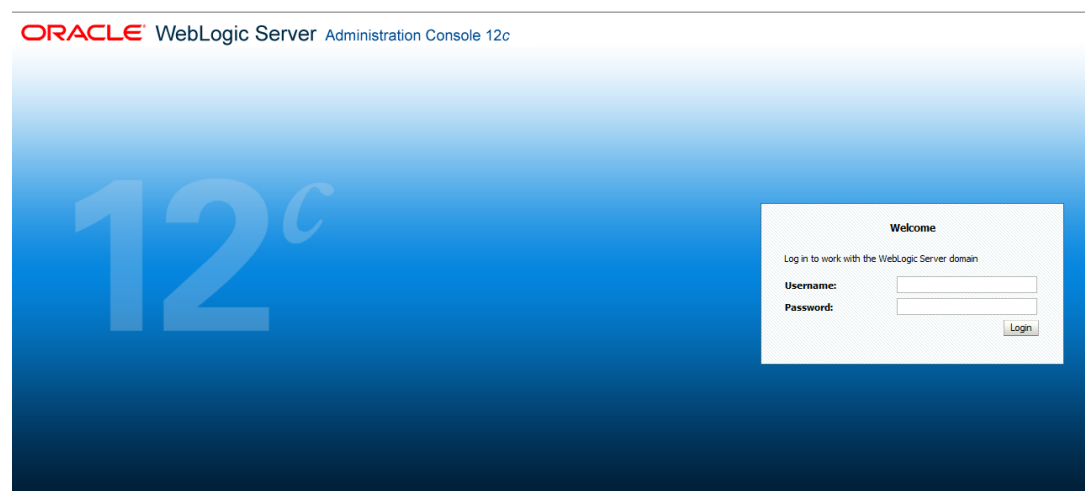 ORACLE WebLogic Server Administration Console 12c
12c
Welcome
Log in to work with the WebLogic Server domain
Username:
Password:
Login